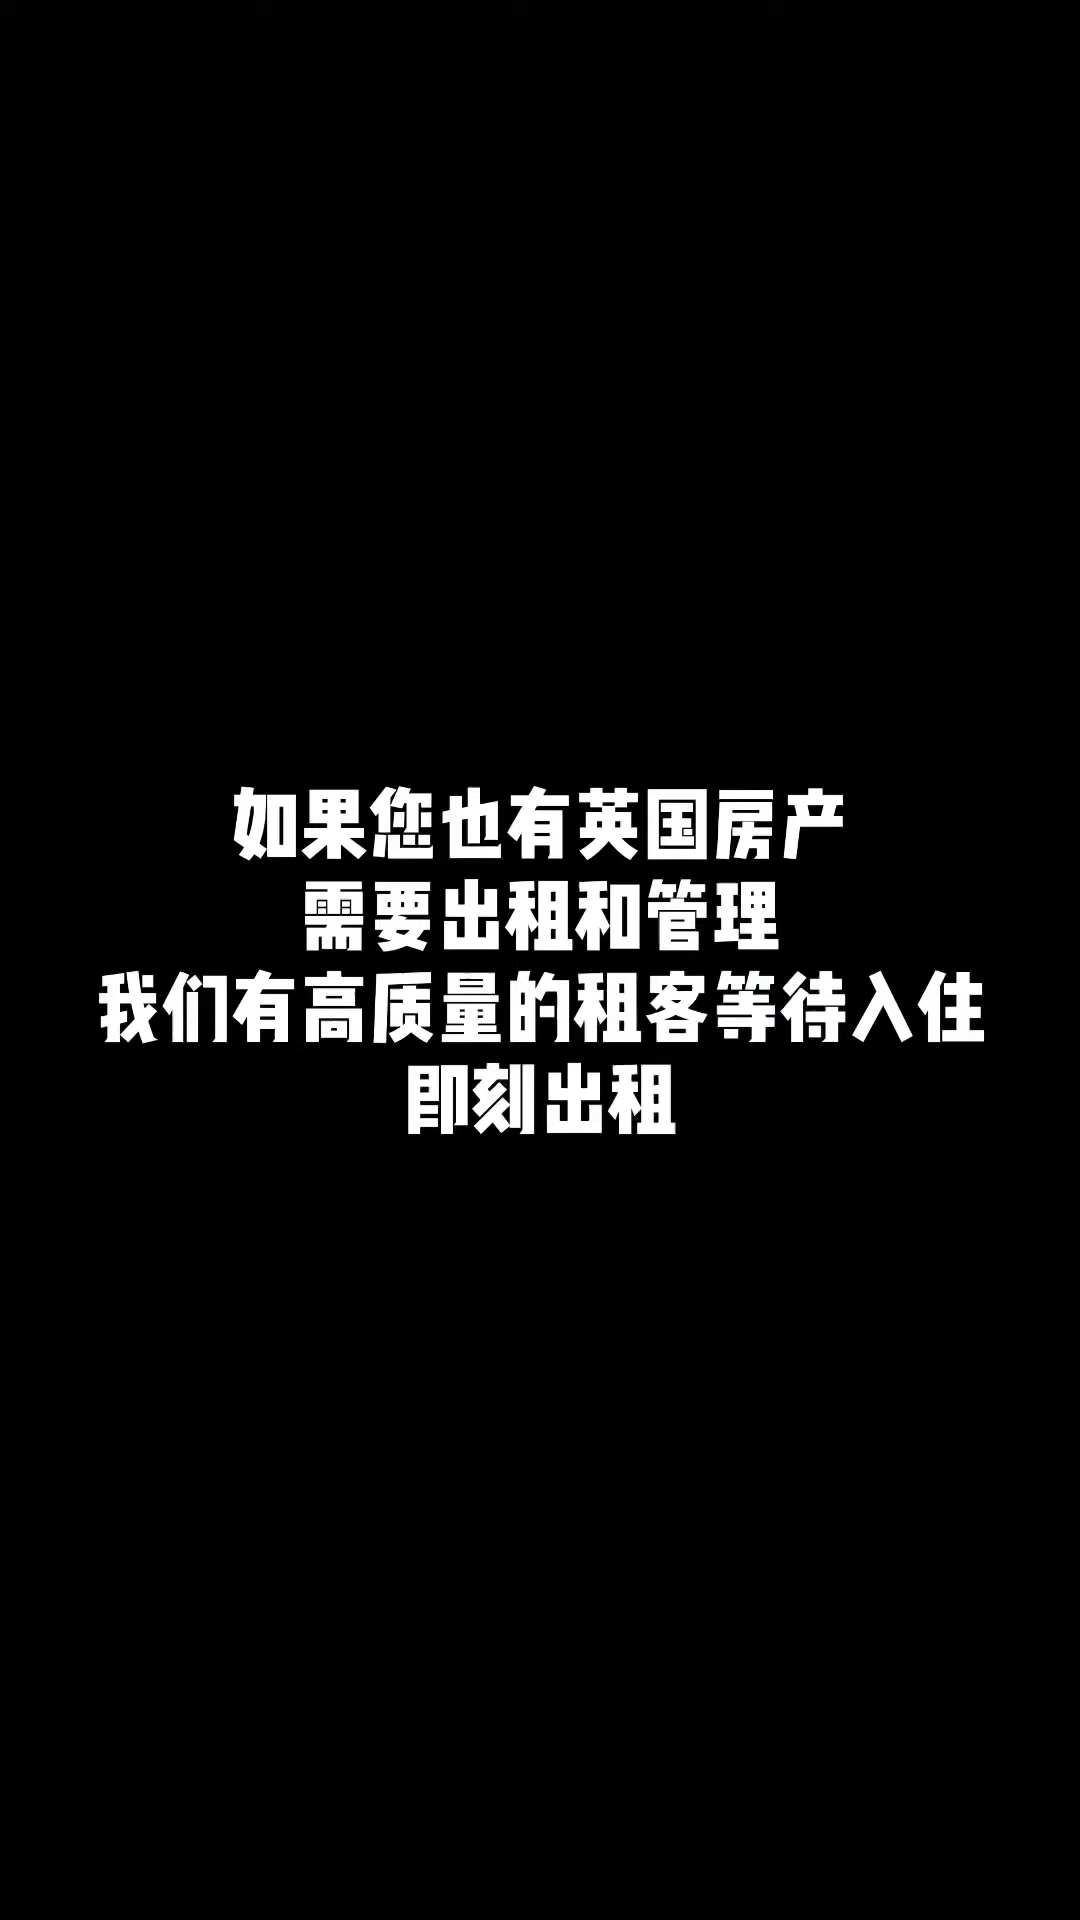 如果您也有英国房产
需要出租和管理
我们有高质量的租客等待入住
即刻出租